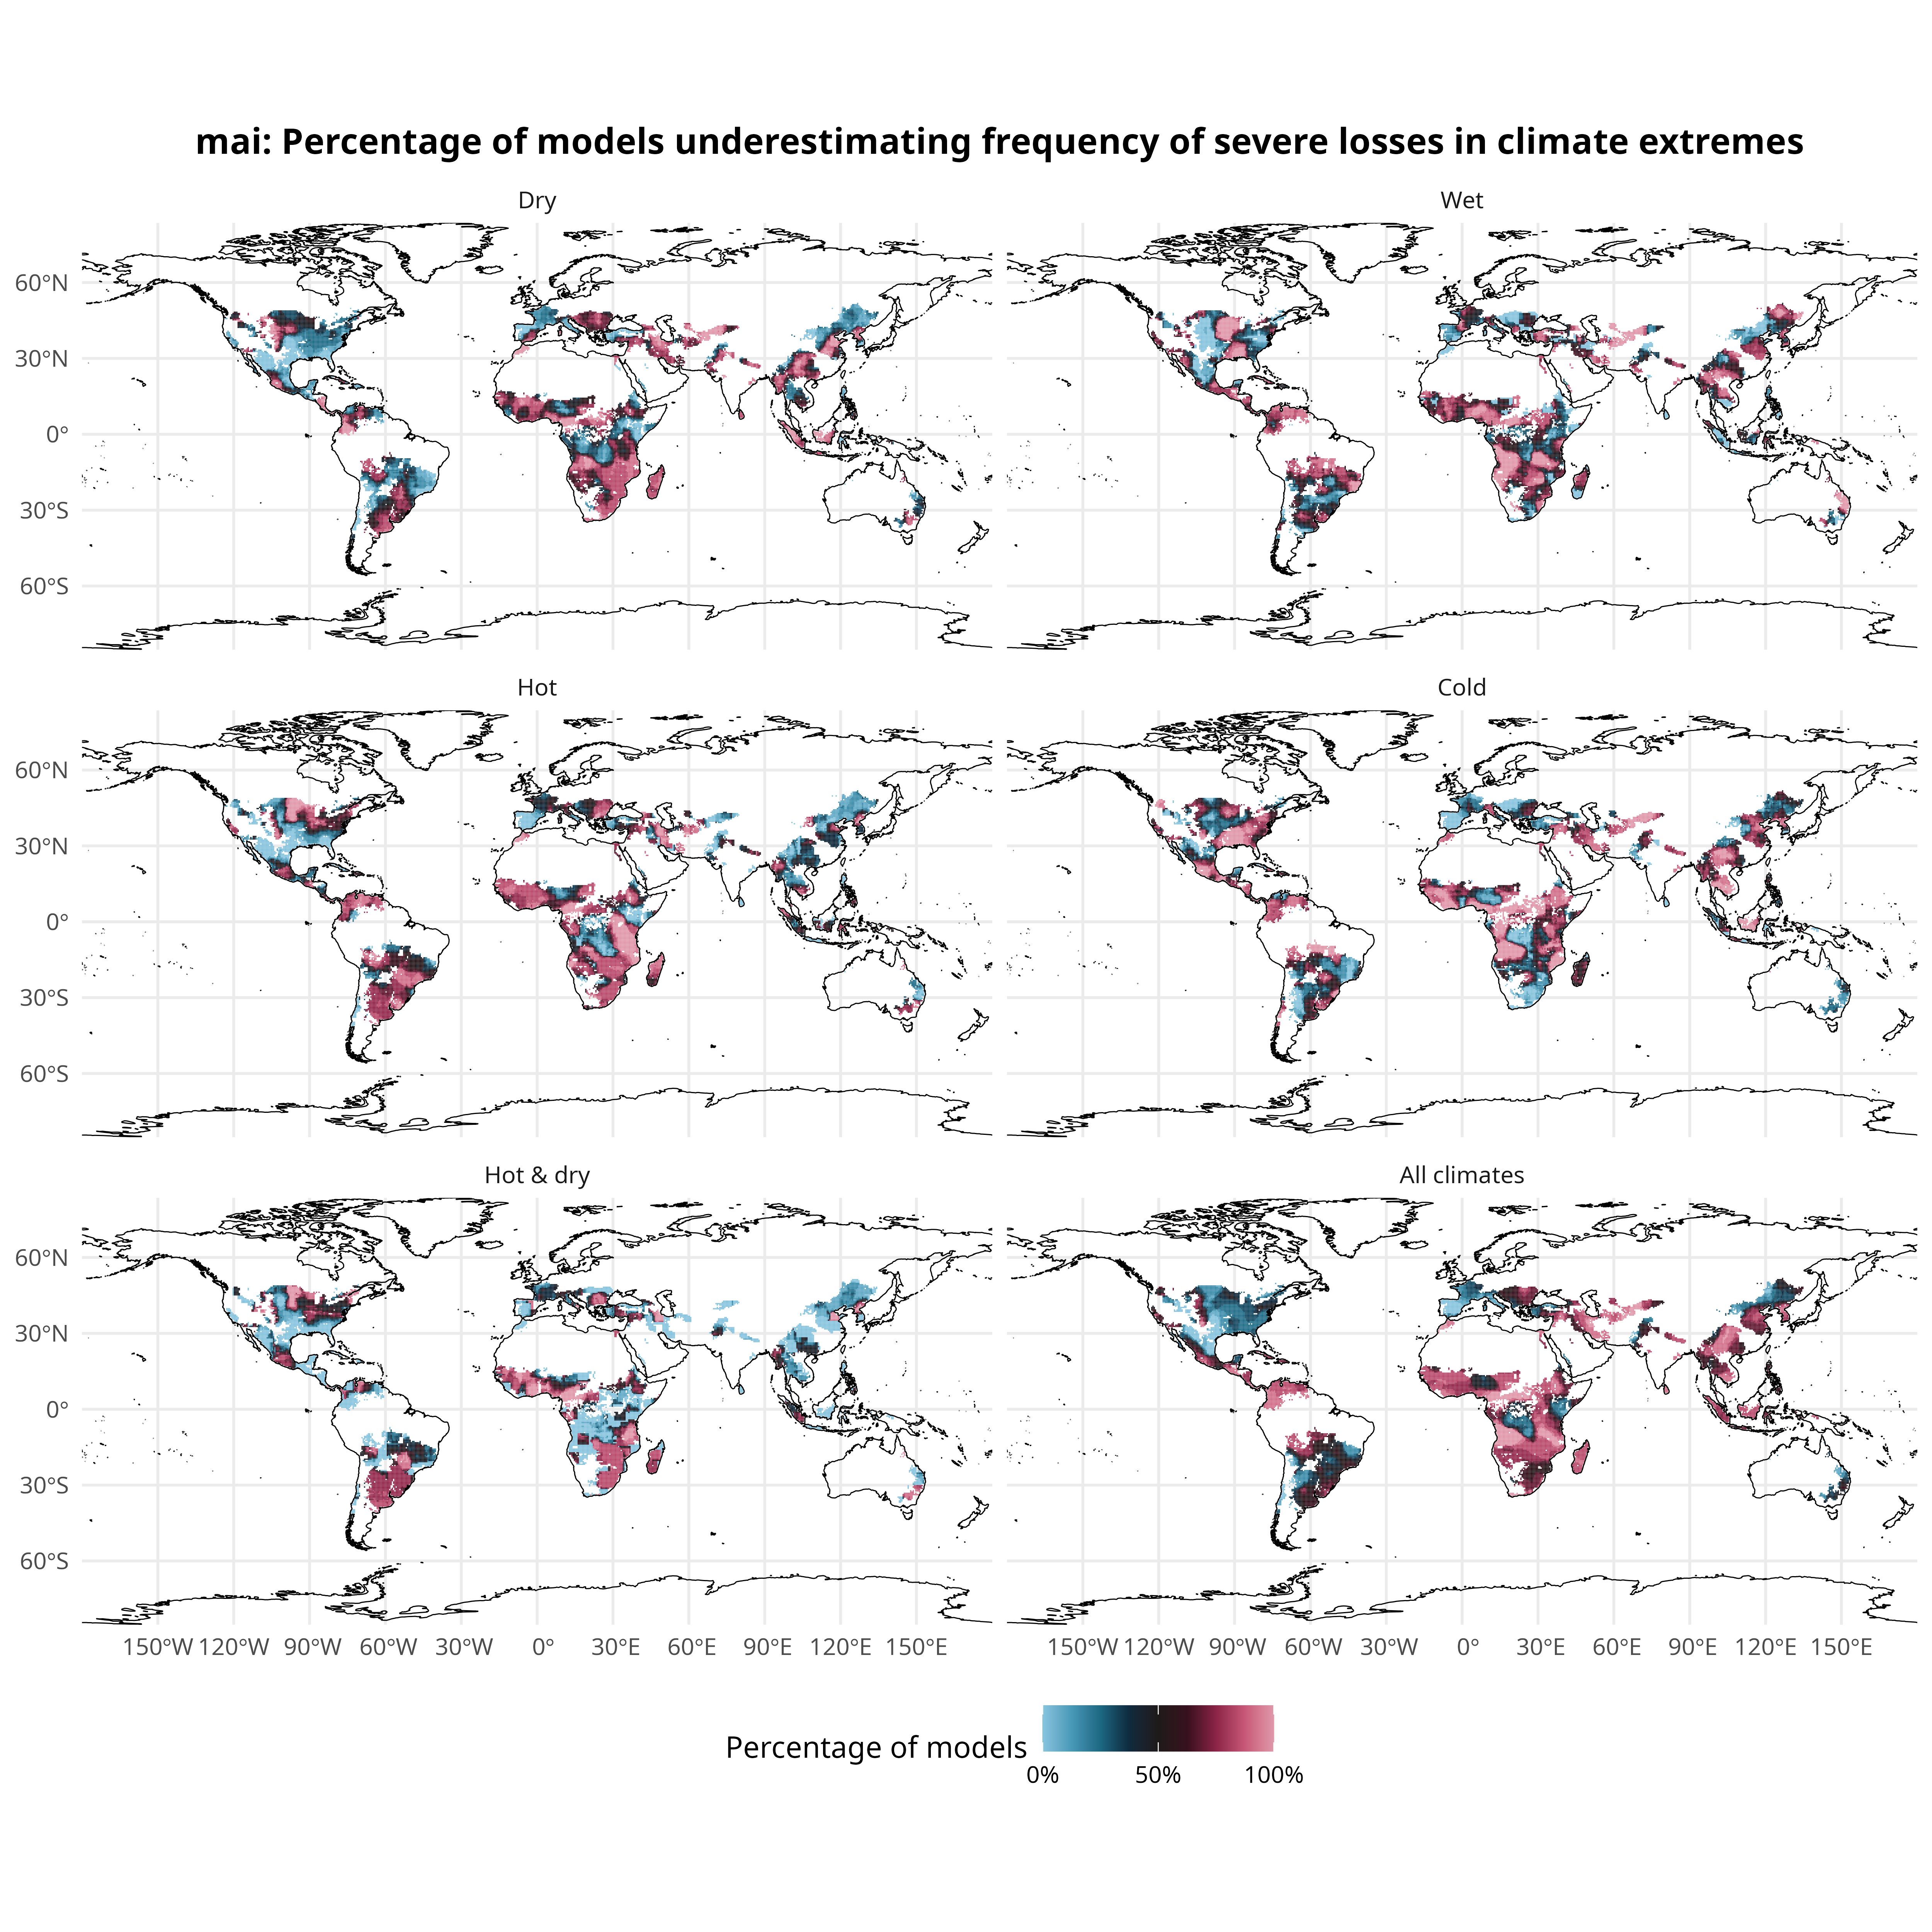 mai: Percentage of models underestimating frequency of severe losses in climate extremes
Dry
Wet
60°N
30°N
0°
30°S
60°S
Hot
Cold
60°N
30°N
0°
30°S
60°S
Hot & dry
All climates
60°N
30°N
0°
30°S
60°S
150°W 120°W 90°W 60°W 30°W 0° 30°E 60°E 90°E 120°E 150°E
150°W 120°W 90°W 60°W 30°W 0° 30°E 60°E 90°E 120°E 150°E
Percentage of models
0% 50% 100%